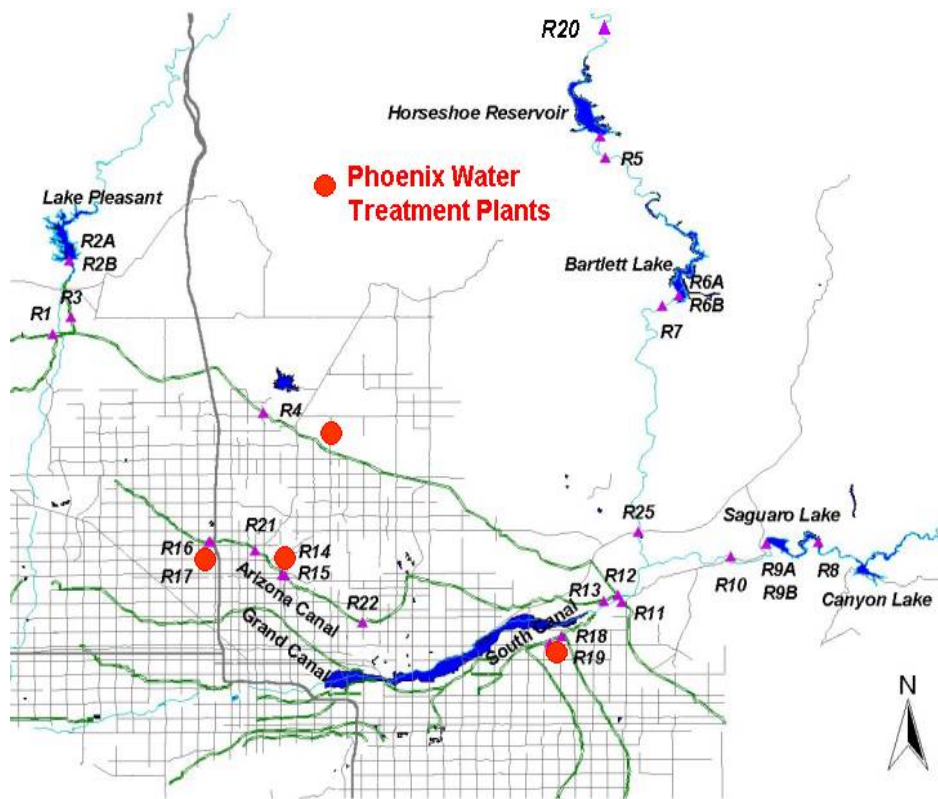 R20
Horseshoe Reservoir
R5
Phoenix Water
Treatment Plants
Lake Pleasant
R2A
R2B
Bartlett Lake
R6A
R6B
R3
R1
R7
R4
R25
Saguaro Lake
R21
R16
R14
R17
R15
Arizona Canal
R10
R9A
R8
R9B
Canyon Lake
R12
R13
R11
R22
Grand Canal
South Canal
R18
R19
N